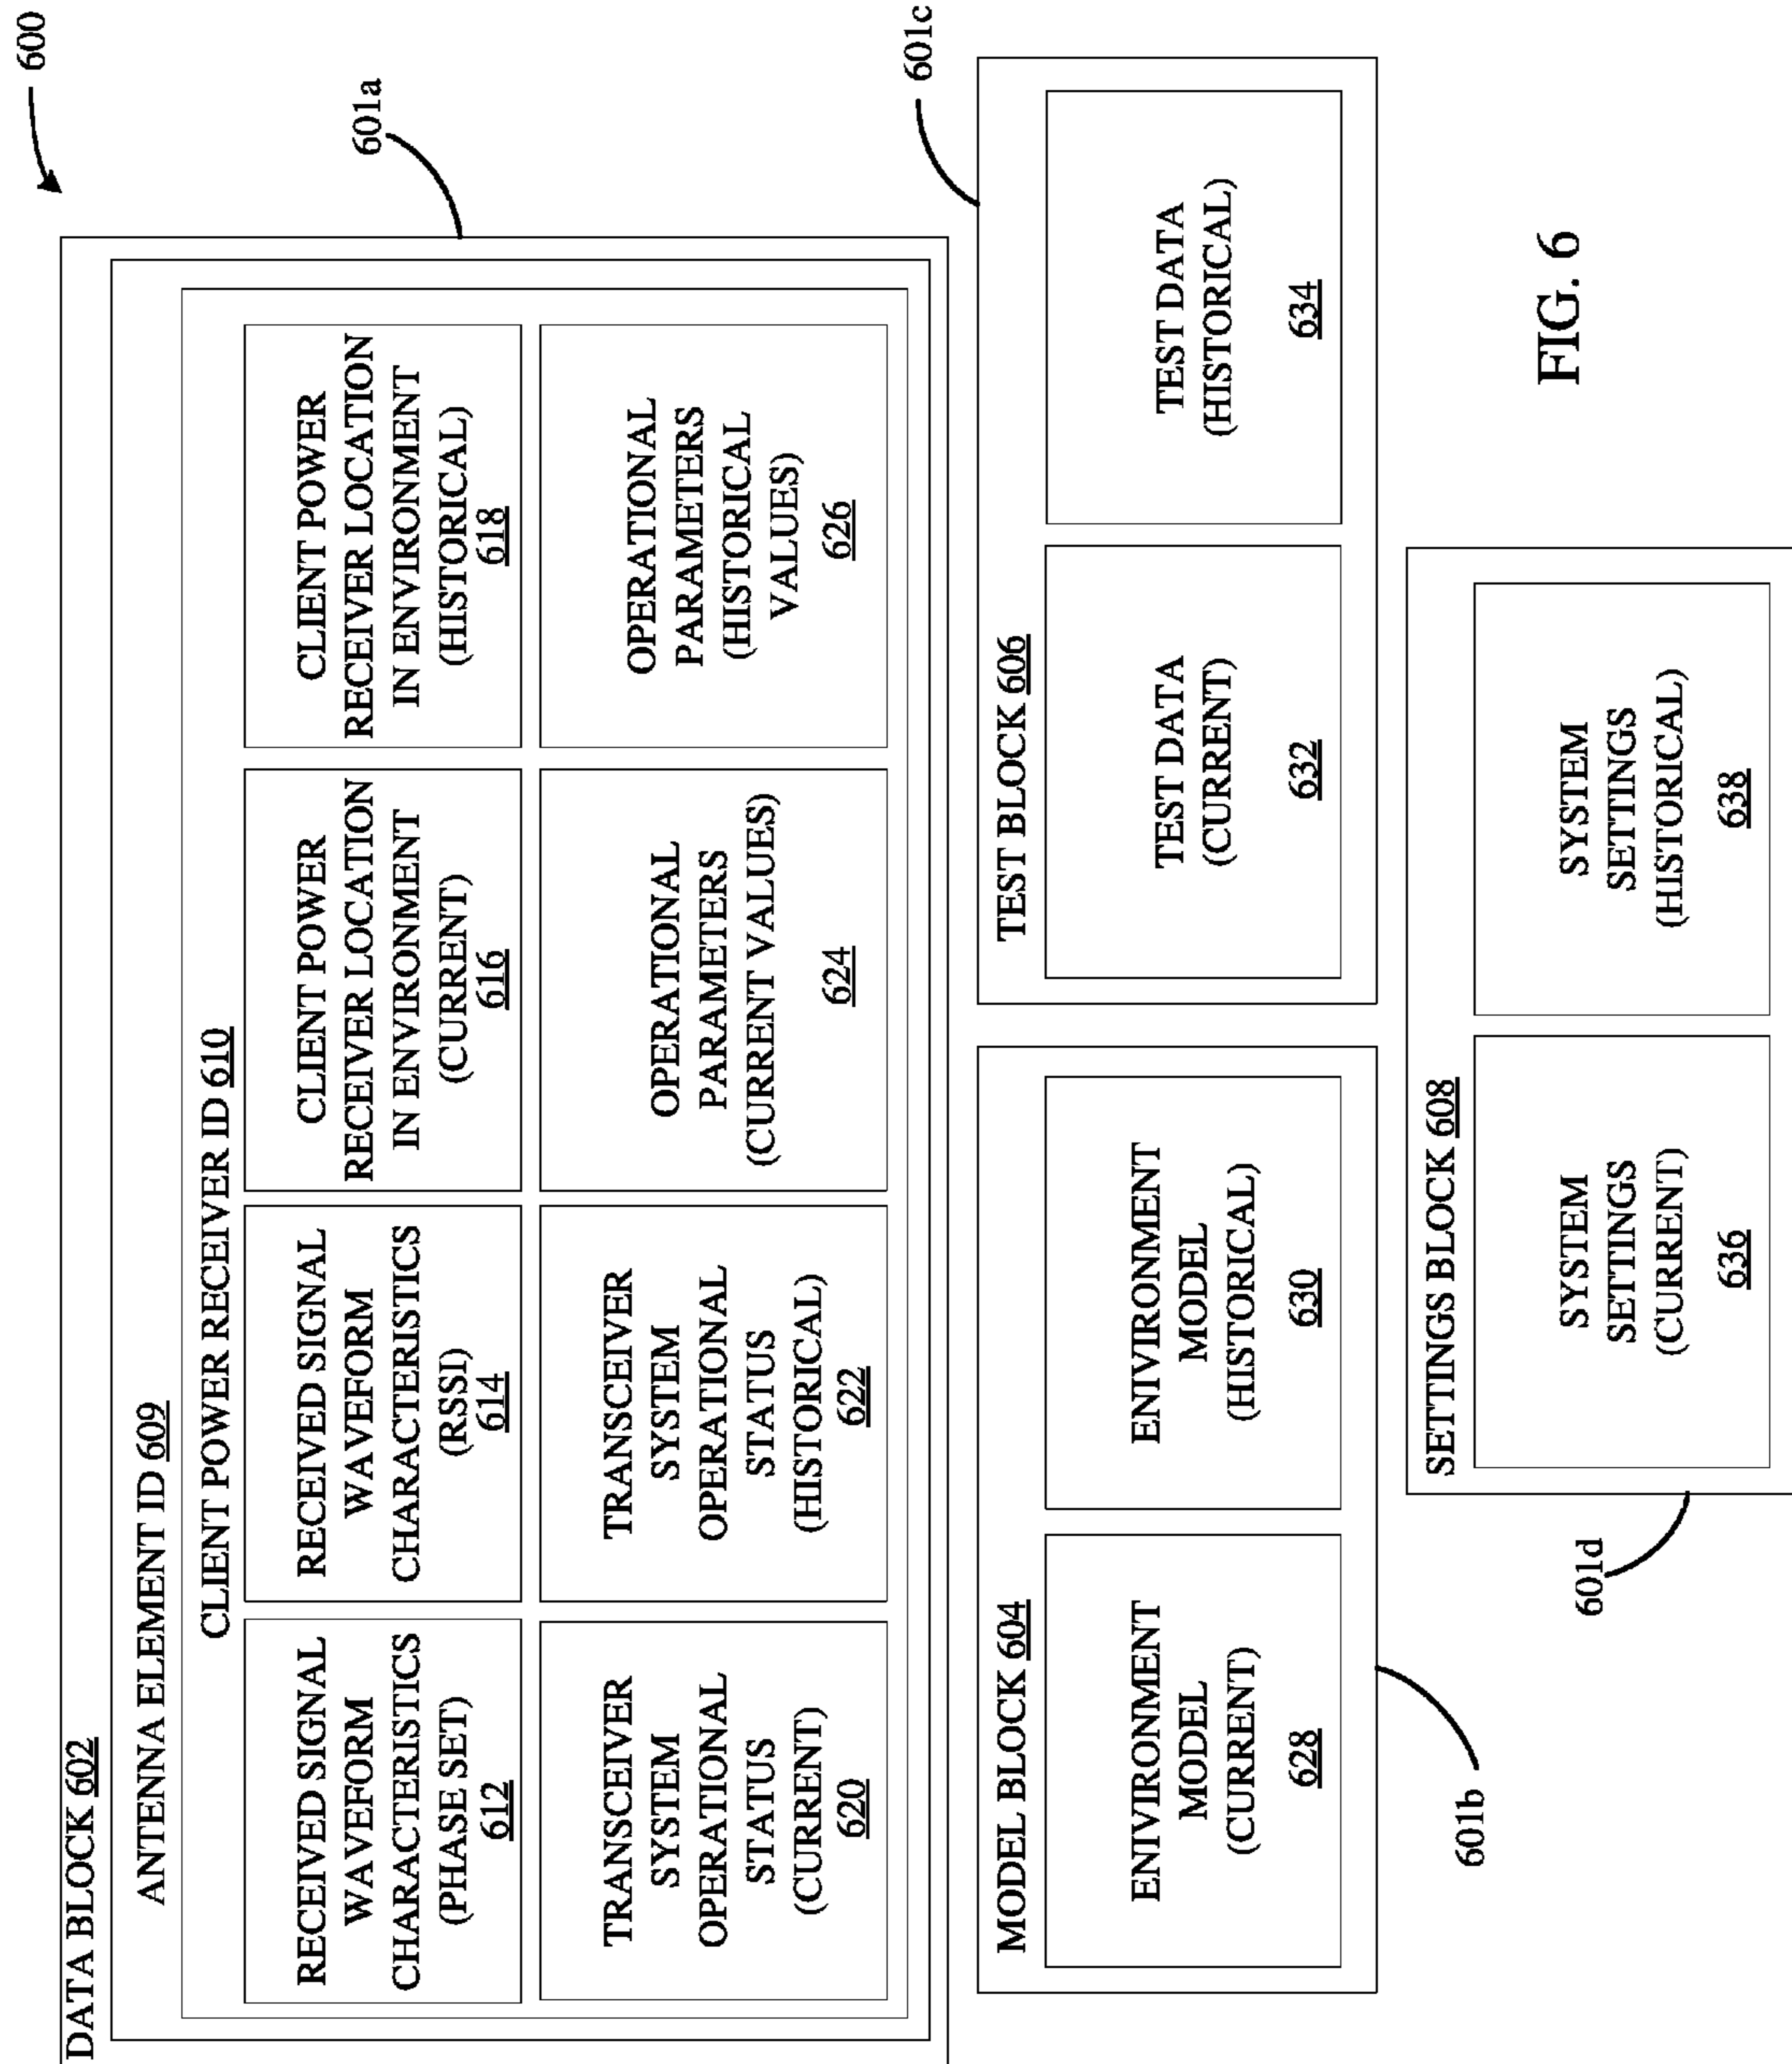 600
DATA BLOCK 602
601a
ANTENNA ELEMENT ID 609
CLIENT POWER RECEIVER ID 610
RECEIVED SIGNAL
WAVEFORM
CHARACTERISTICS
(PHASE SET)
612
RECEIVED SIGNAL
WAVEFORM
CHARACTERISTICS
(RSSI)
614
CLIENT POWER
RECEIVER LOCATION
IN ENVIRONMENT
(CURRENT)
616
CLIENT POWER
RECEIVER LOCATION
IN ENVIRONMENT
(HISTORICAL)
618
TRANSCEIVER
SYSTEM
OPERATIONAL
STATUS
(CURRENT)
620
TRANSCEIVER
SYSTEM
OPERATIONAL
STATUS
(HISTORICAL)
622
OPERATIONAL
PARAMETERS
(CURRENT VALUES)
624
OPERATIONAL
PARAMETERS
(HISTORICAL
VALUES)
626
601c
MODEL BLOCK 604
ENIVIRONMENT
MODEL
(CURRENT)
628
ENIVIRONMENT
MODEL
(HISTORICAL)
630
TEST BLOCK 606
TEST DATA
(CURRENT)
632
TEST DATA
(HISTORICAL)
634
601b
SETTINGS BLOCK 608
SYSTEM
SETTINGS
(CURRENT)
636
SYSTEM
SETTINGS
(HISTORICAL)
638
601d
FIG. 6